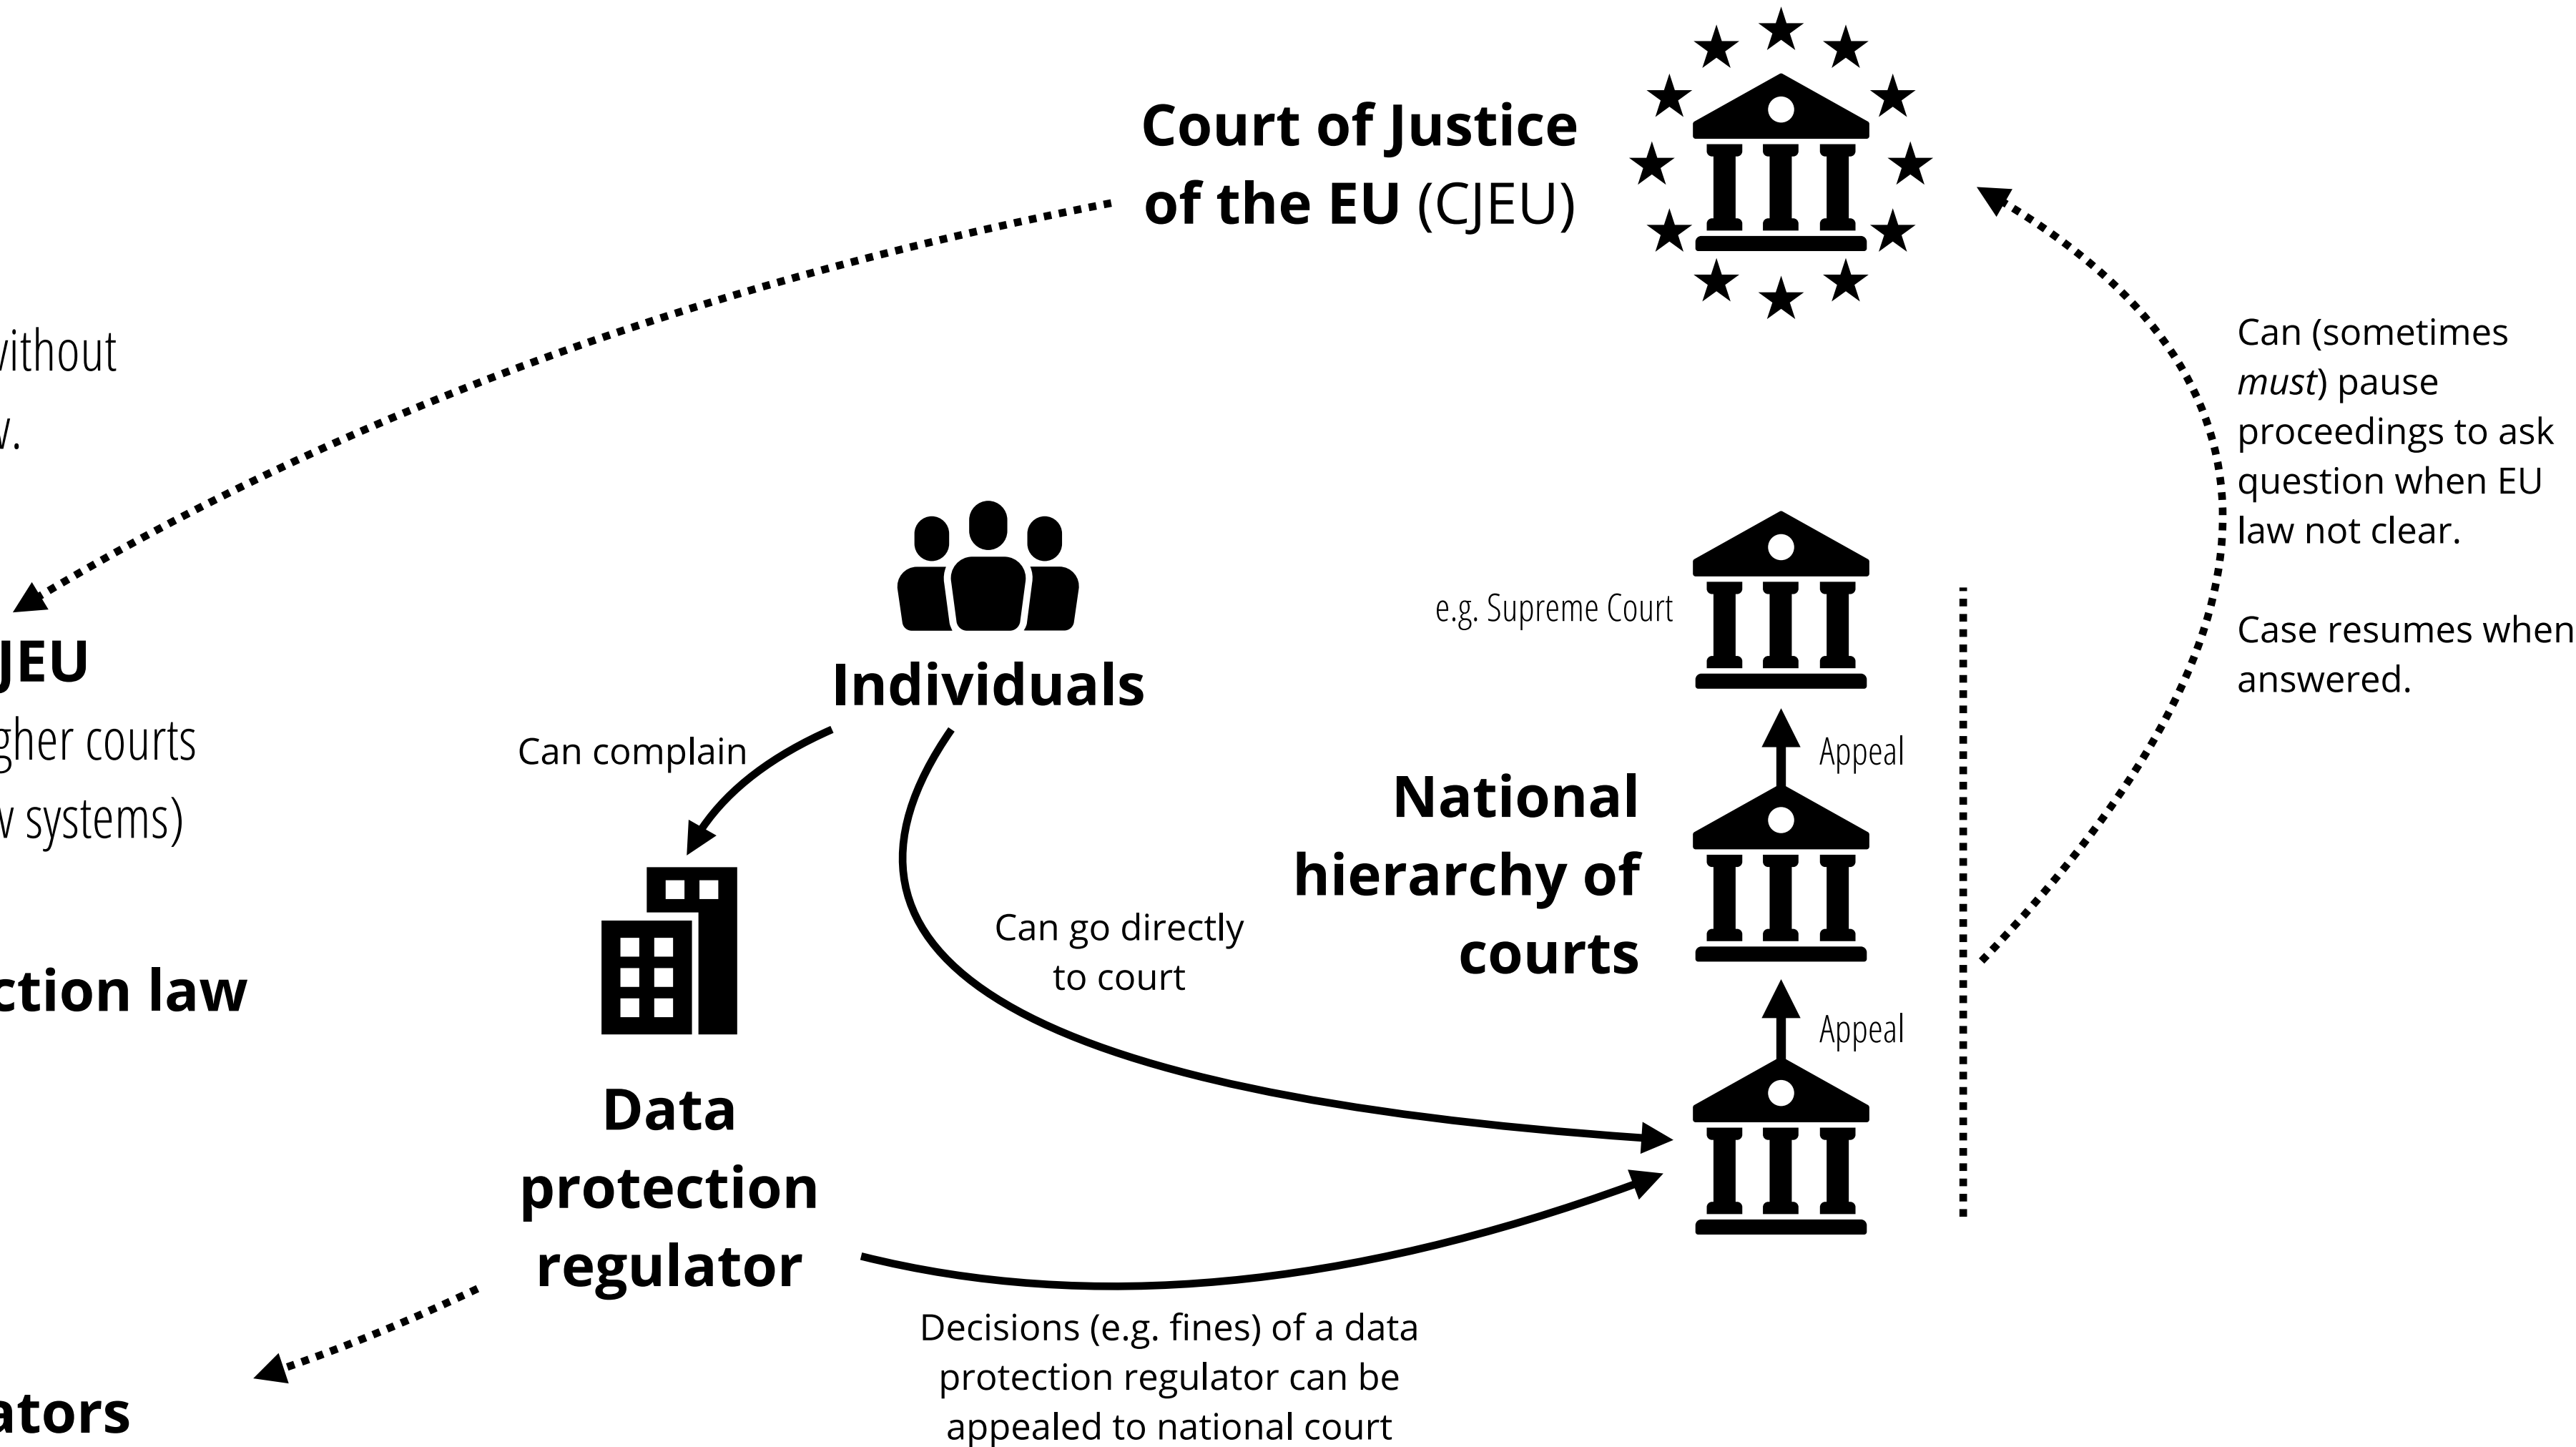 Court of Justice
of the EU (CJEU)
Can (sometimes
must) pause
proceedings to ask
question when EU
law not clear.
Case resumes when
answered.
ithout
.
JEU
gher courts
w systems)
ction law
ators
Individuals
Can complain
Can go directly
to court
Data
protection
regulator
Decisions (e.g. fines) of a data
protection regulator can be
appealed to national court
e.g. Supreme Court
Appeal
National
hierarchy of
courts
Appeal